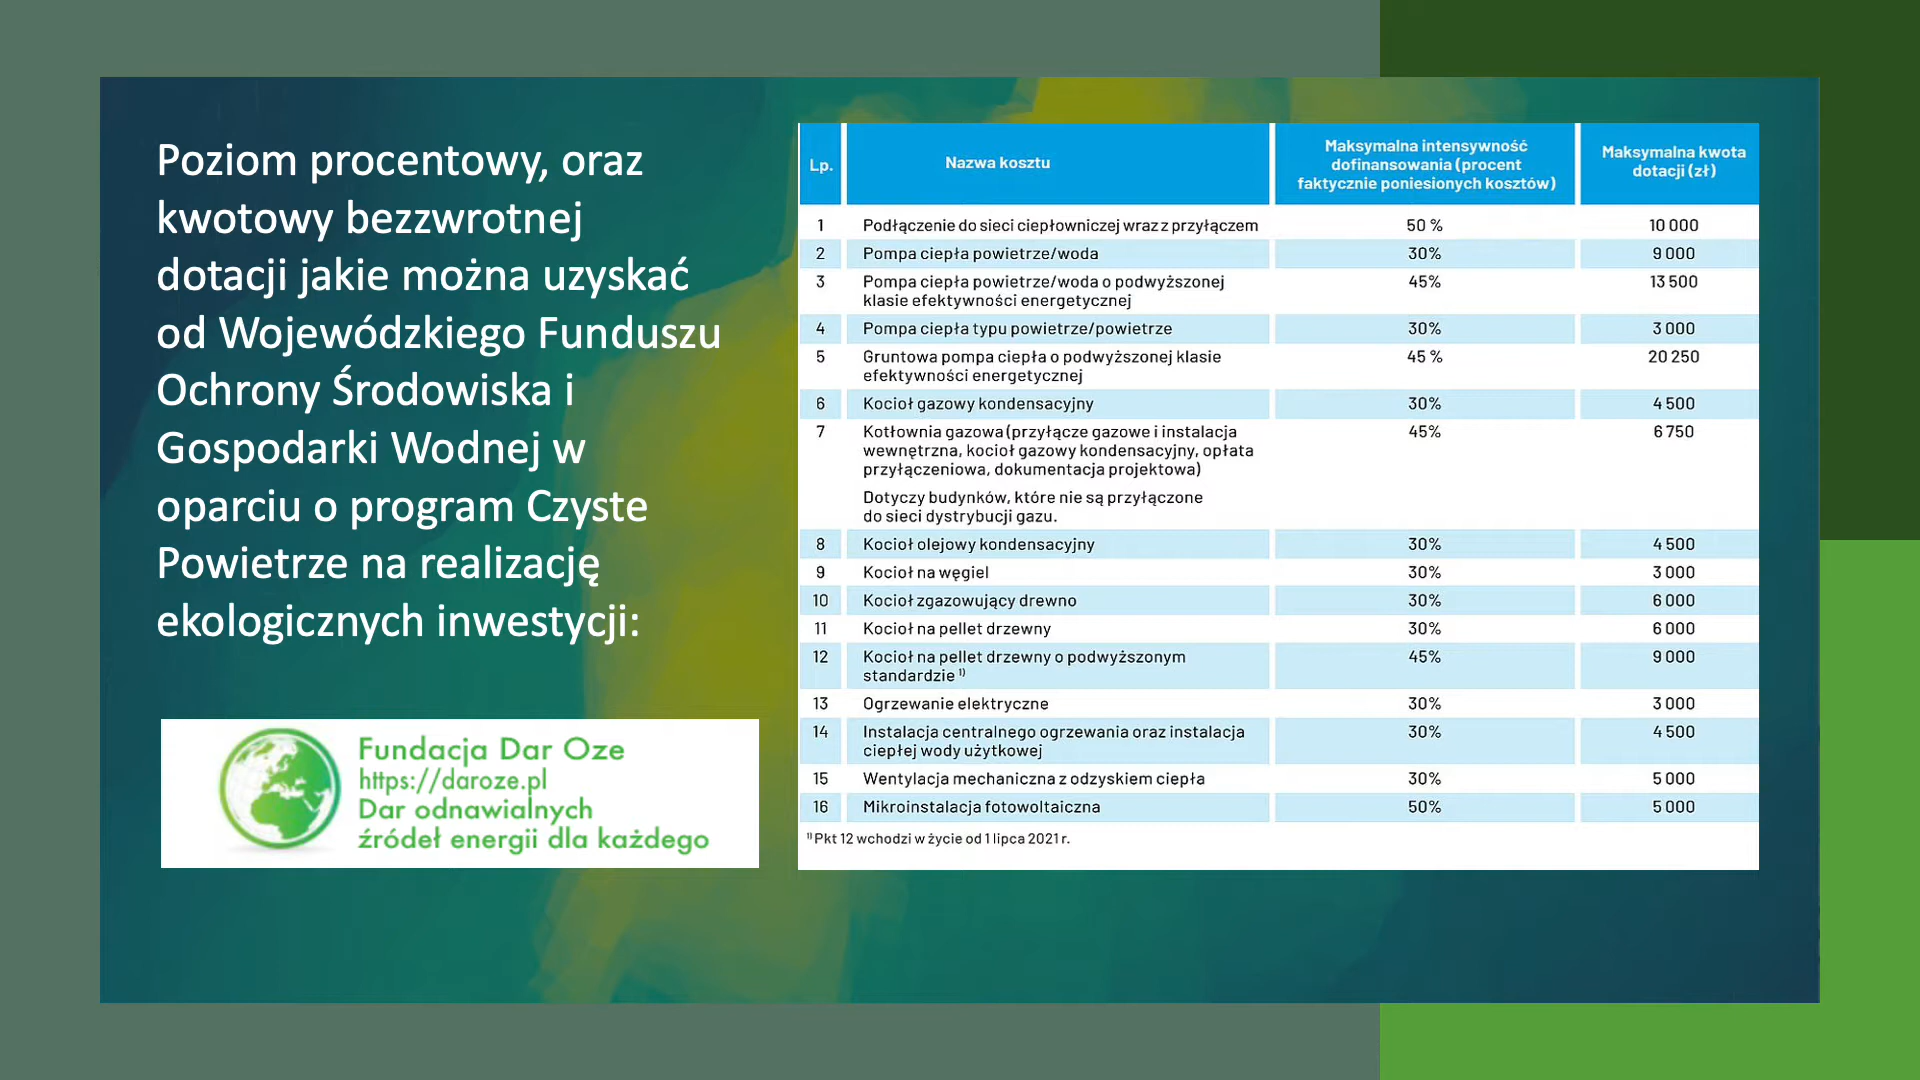 Poziom procentowy, oraz
kwotowy bezzwrotnej
dotacji jakie można uzyskać
od Wojewódzkiego Funduszu
Ochrony Środowiska i
Gospodarki Wodnej w
oparciu o program Czyste
Powietrze na realizację
ekologicznych inwestycji:
Fundacja Dar Oze
https://daroze.pl
Dar odnawialnych
źródeł energii dla każdego
Lp. Nazwa kosztu Maksymalna intensywność dofinansowania (procent faktycznie poniesionych kosztów) Maksymalna kwota dotacji (zł)
1 Podłączenie do sieci ciepłowniczej wraz z przyłączem 50 % 10 000
2 Pompa ciepła powietrze/woda 30% 9 000
3 Pompa ciepła powietrze/woda o podwyższonej 45% 13 500
klasie efektywności energetycznej
4 Pompa ciepła typu powietrze/powietrze 30% 3 000
5 Gruntowa pompa ciepła o podwyższonej klasie 45 % 20 250
efektywności energetycznej
6 Kocioł gazowy kondensacyjny 30% 4 500
7 Kotłownia gazowa (przyłącze gazowe i instalacja 45% 6 750
wewnętrzna, kocioł gazowy kondensacyjny, opłata
przyłączeniowa, dokumentacja projektowa)
Dotyczy budynków, które nie są przyłączone
do sieci dystrybucji gazu.
8 Kocioł olejowy kondensacyjny 30% 4 500
9 Kocioł na węgiel 30% 3 000
10 Kocioł zgazowujący drewno 30% 6 000
11 Kocioł na pellet drzewny 30% 6 000
12 Kocioł na pellet drzewny o podwyższonym 45% 9 000
standardzie ¹⁾
13 Ogrzewanie elektryczne 30% 3 000
14 Instalacja centralnego ogrzewania oraz instalacja 30% 4 500
ciepłej wody użytkowej
15 Wentylacja mechaniczna z odzyskiem ciepła 30% 5 000
16 Mikroinstalacja fotowoltaiczna 50% 5 000
¹⁾ Pkt 12 wchodzi w życie od 1 lipca 2021 r.